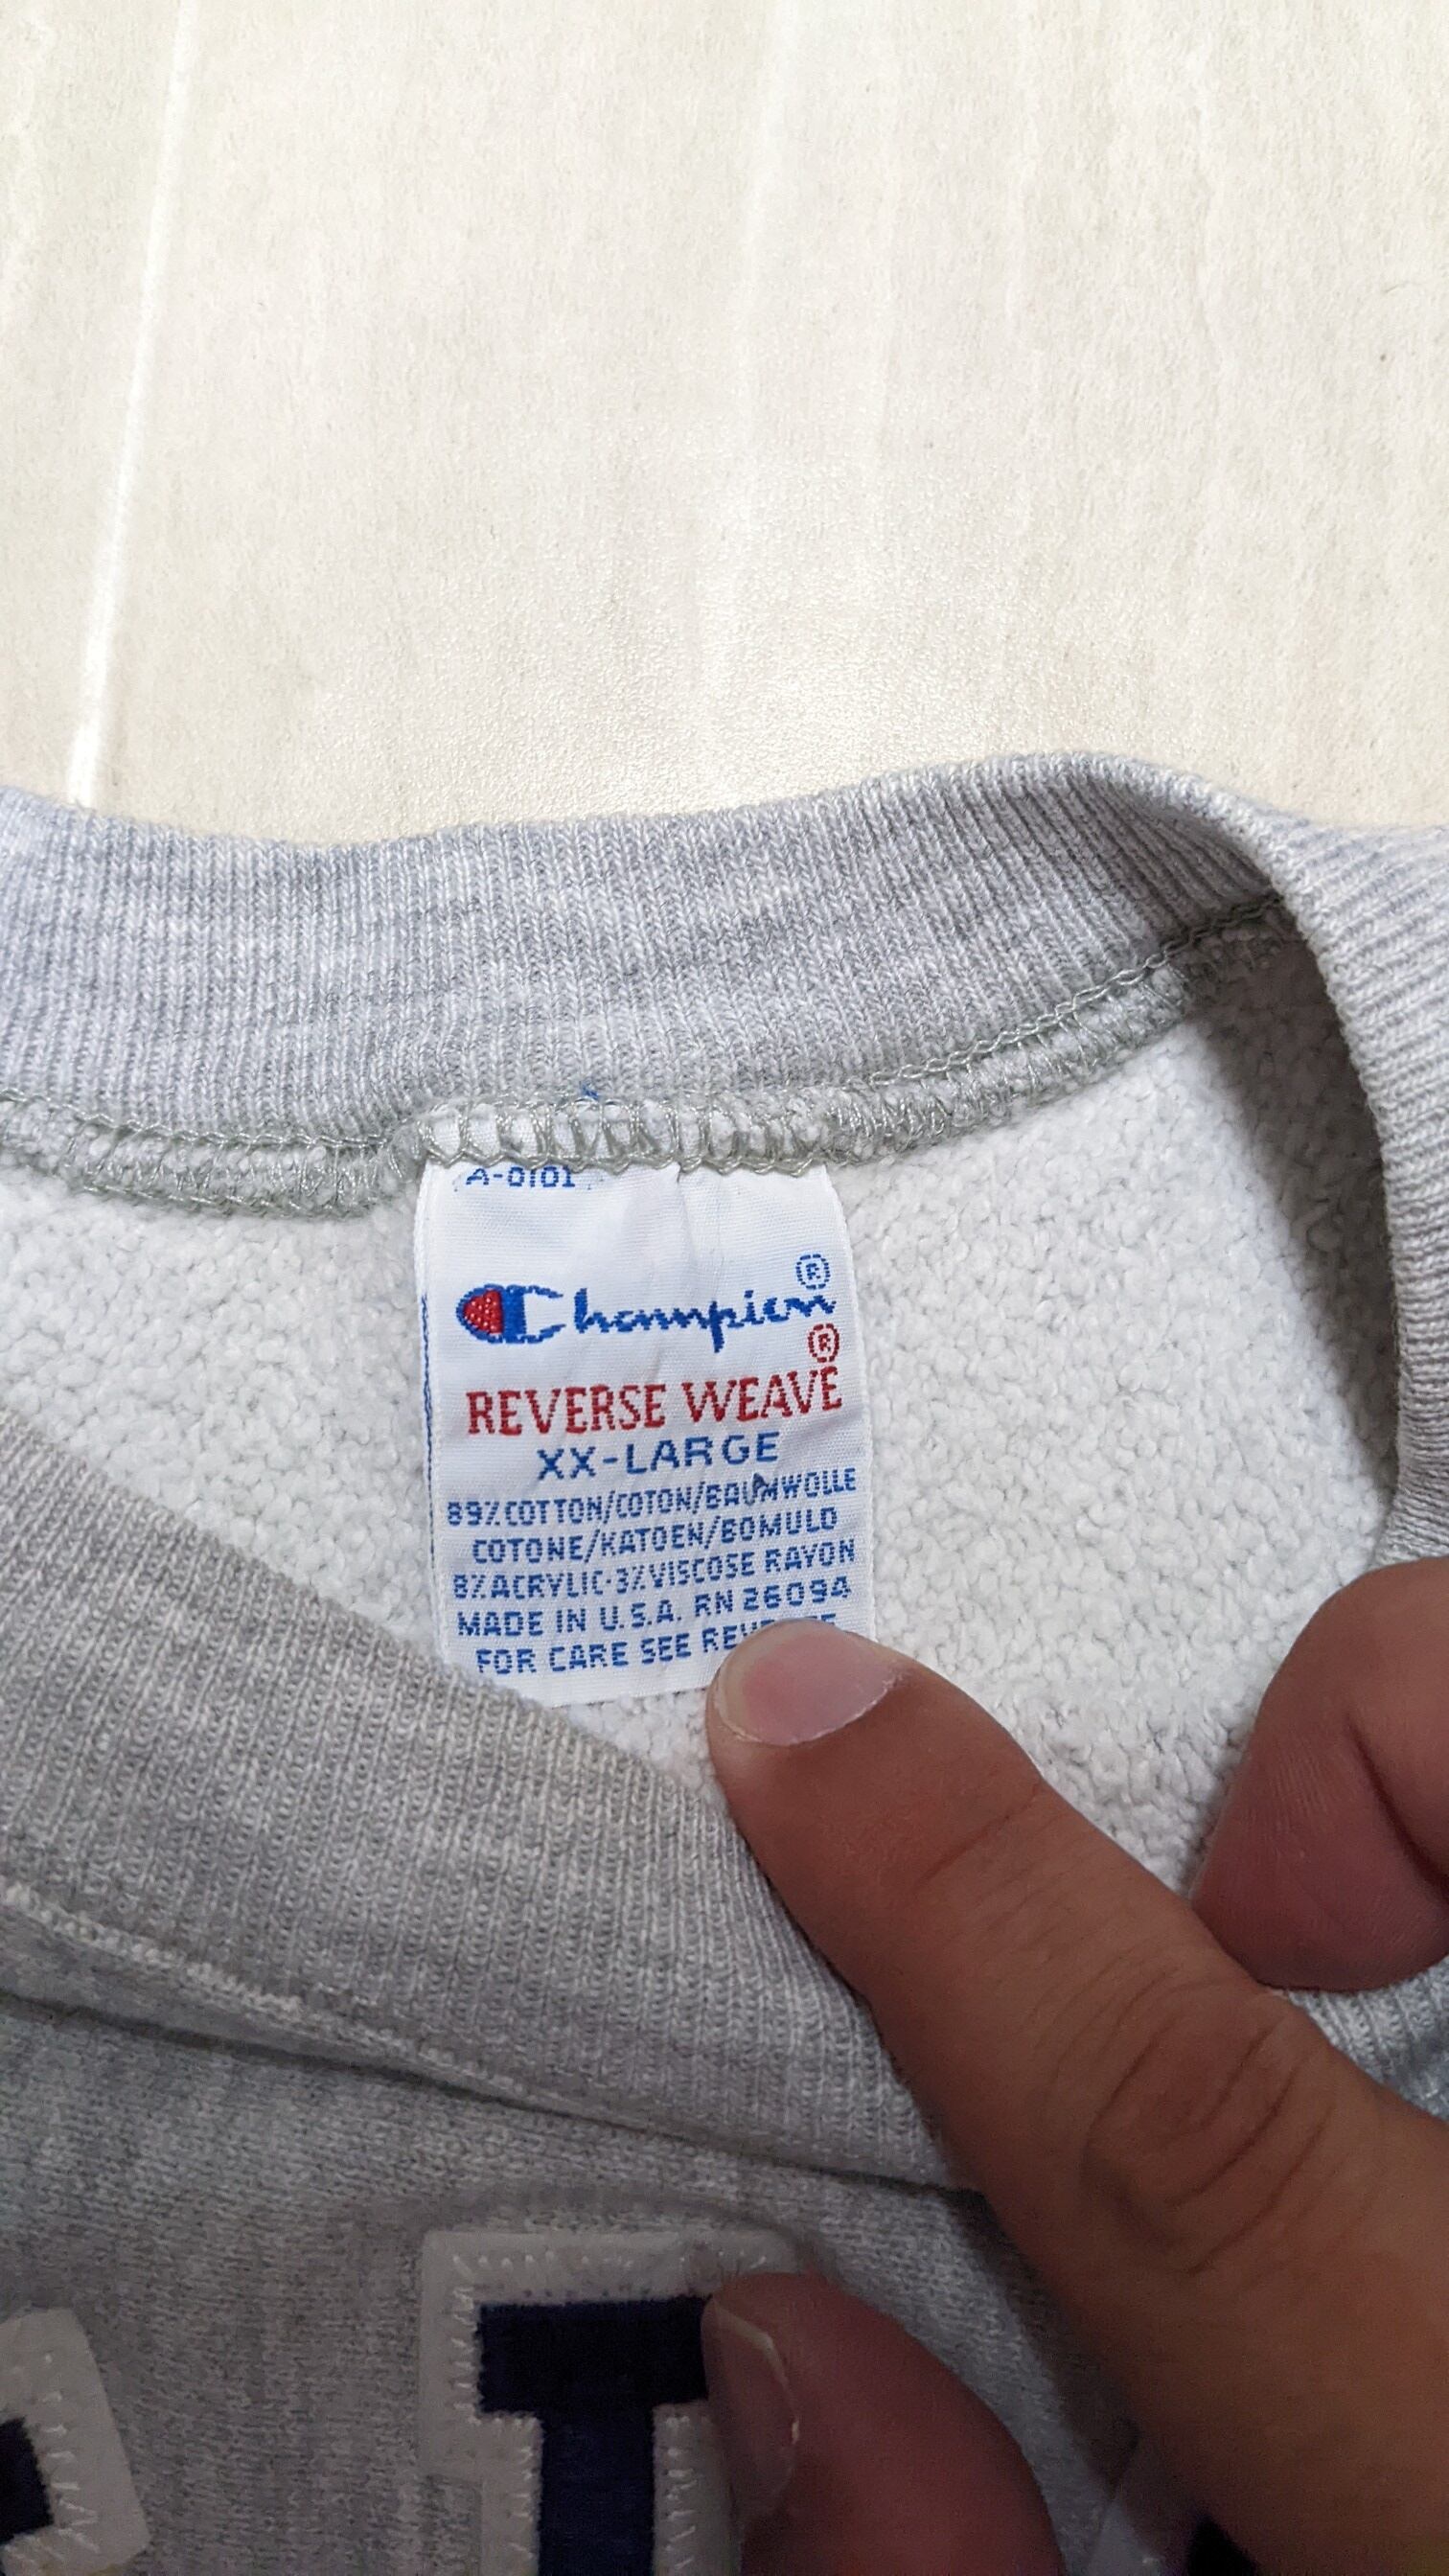 A-0101
Champion®
REVERSE WEAVE®
XX-LARGE
89% COTTON/COTON/BAUMWOLLE
COTONE/KATOEN/BOMULD
8% ACRYLIC·3% VISCOSE RAYON
MADE IN U.S.A. RN 26094
FOR CARE SEE